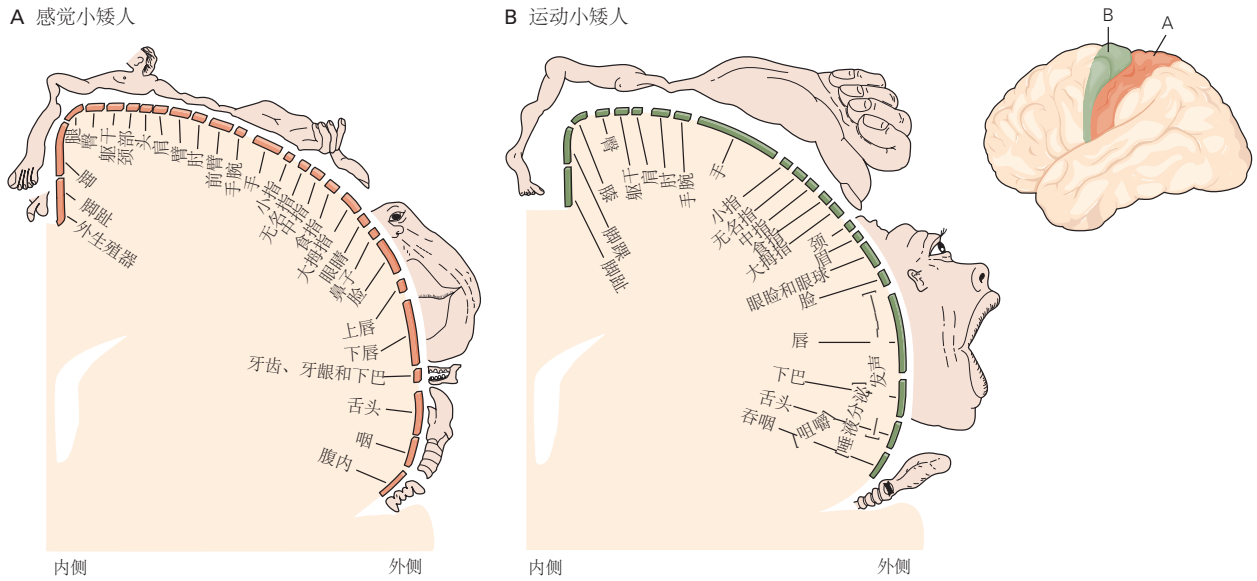 A 感觉小矮人
腿
臀
躯干
颈部
头
肩
臂
肘
前臂
手腕
手
小指
无名指
中指
食指
大拇指
眼睛
鼻子
脸
上唇
下唇
牙齿、牙龈和下巴
舌头
咽
腹内
脚
脚趾
外生殖器
内侧
外侧
B 运动小矮人
躯干
肩
肘
手腕
手
小指
无名指
中指
食指
大拇指
颈
眉
眼睑和眼球
脸
唇
发声
下巴
舌头
唾液分泌
吞咽
咀嚼
内侧
外侧
B
A